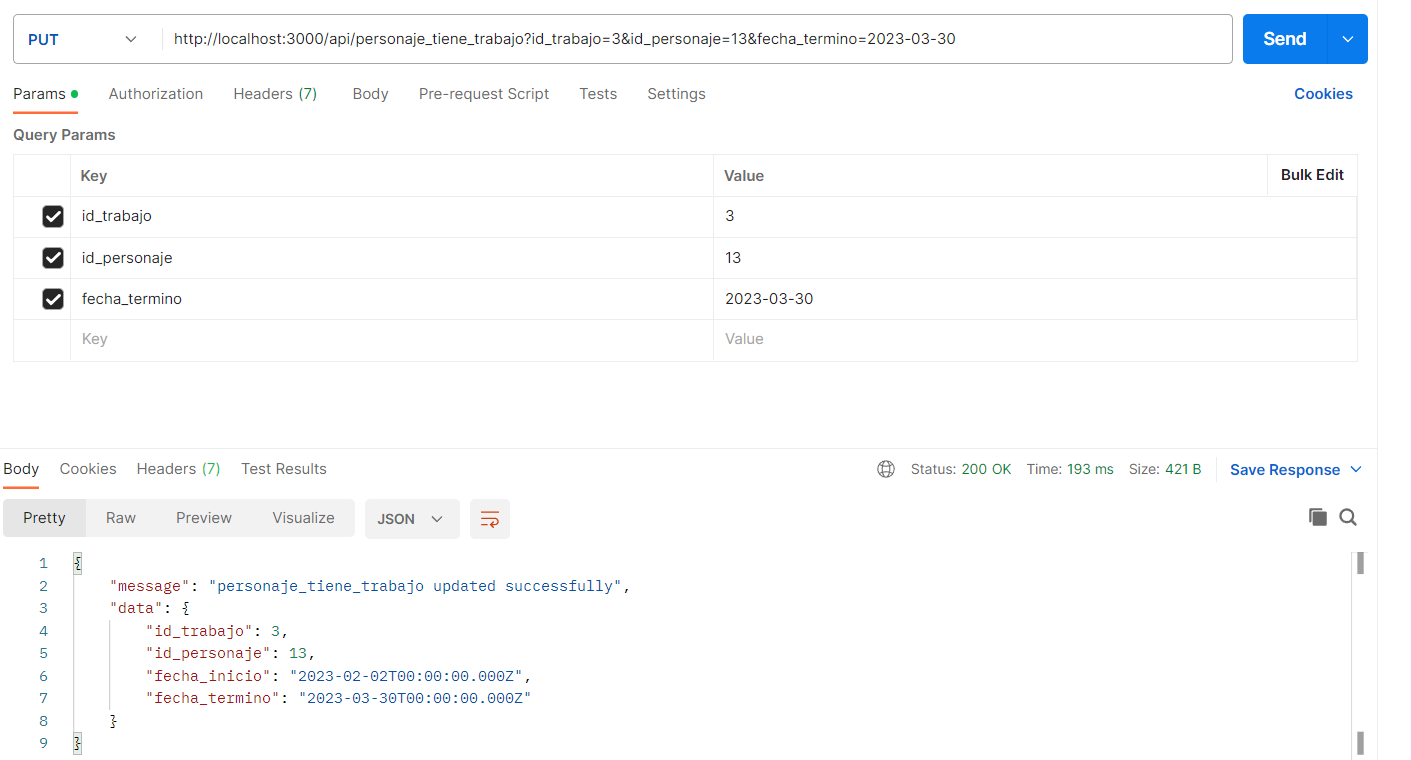 PUT http://localhost:3000/api/personaje_tiene_trabajo?id_trabajo=3&id_personaje=13&fecha_termino=2023-03-30 Send
Params Authorization Headers (7) Body Pre-request Script Tests Settings Cookies
Query Params
Key Value Bulk Edit
id_trabajo 3
id_personaje 13
fecha_termino 2023-03-30
Key Value
Body Cookies Headers (7) Test Results Status: 200 OK Time: 193 ms Size: 421 B Save Response
Pretty Raw Preview Visualize JSON
1 {
2 "message": "personaje_tiene_trabajo updated successfully",
3 "data": {
4 "id_trabajo": 3,
5 "id_personaje": 13,
6 "fecha_inicio": "2023-02-02T00:00:00.000Z",
7 "fecha_termino": "2023-03-30T00:00:00.000Z"
8 }
9 }